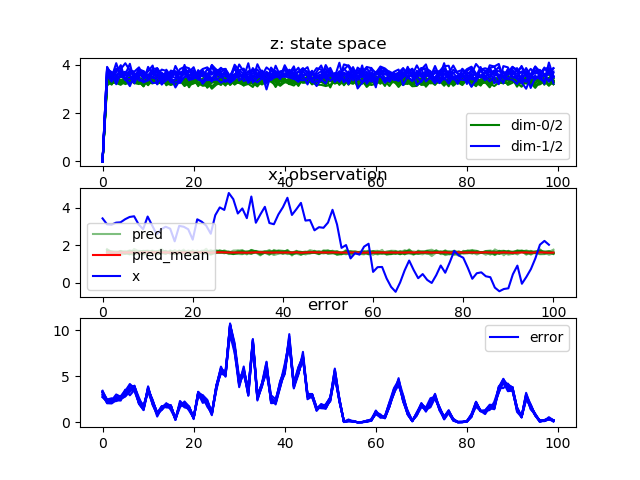 z: state space
4
2
0
dim-0/2
dim-1/2
0 20 40 60 80 100
x: observation
4
2
0
pred
pred_mean
x
0 20 40 60 80 100
error
10
5
0
error
0 20 40 60 80 100